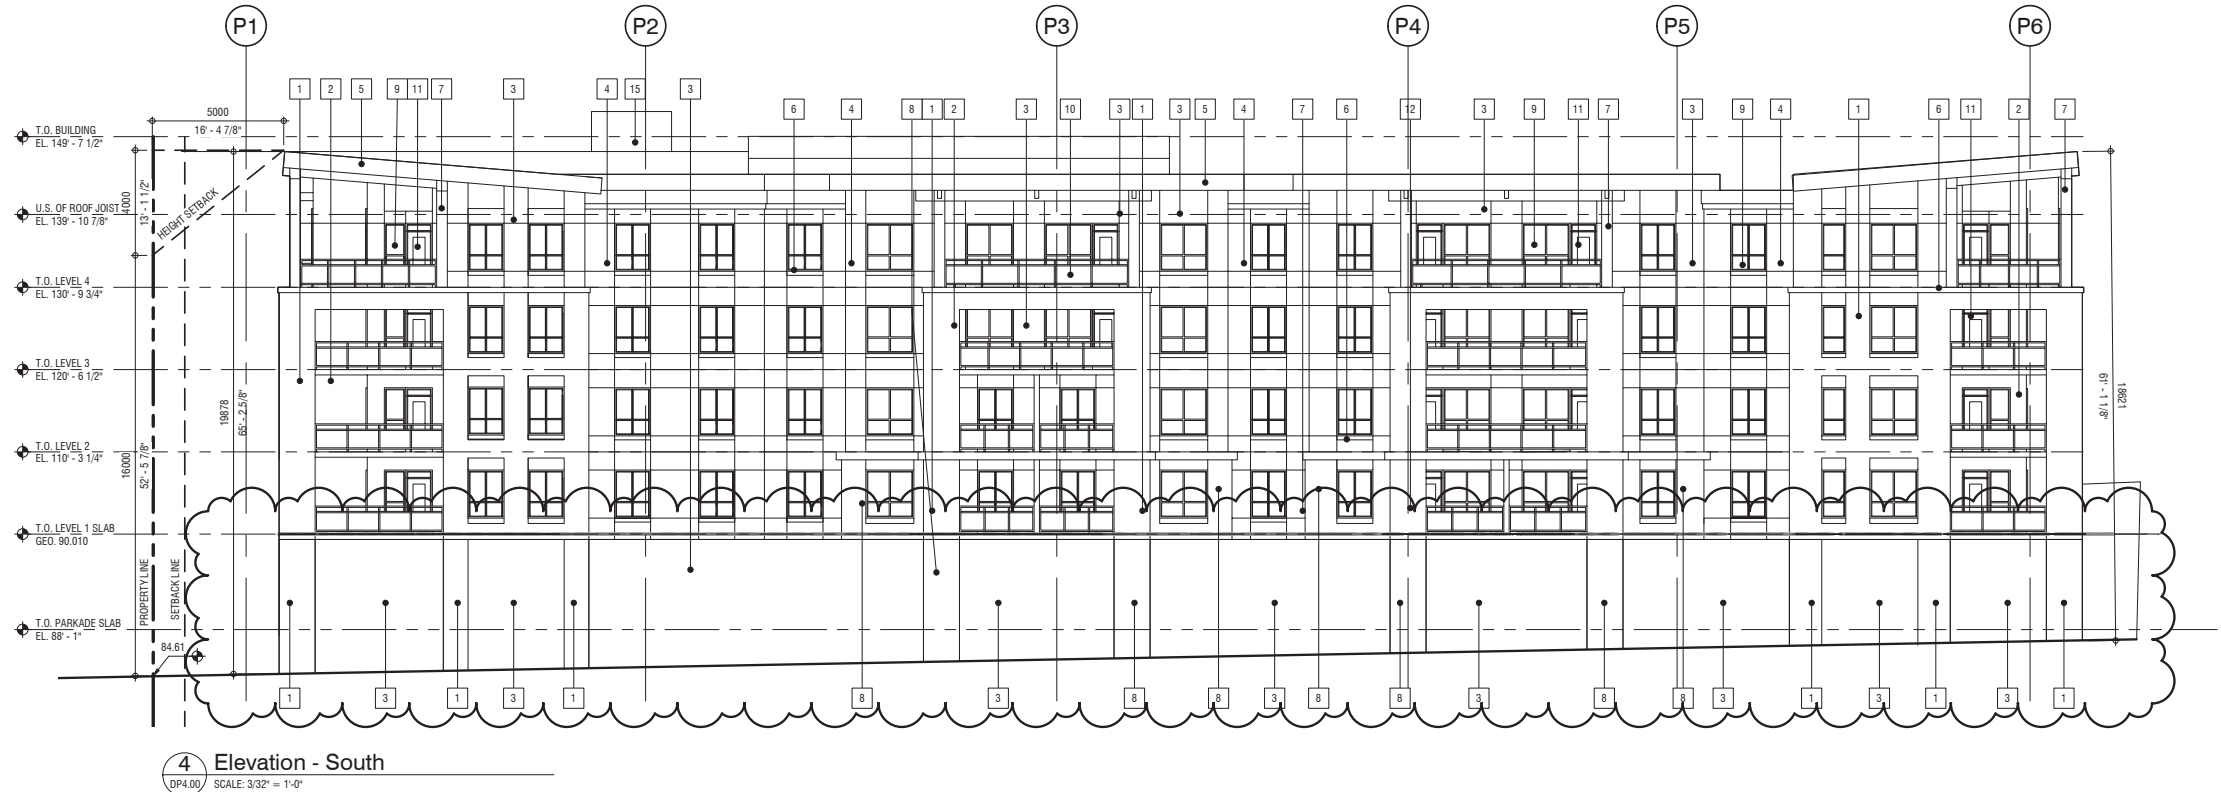 P1 P2 P3 P4 P5 P6
1 2 5 9 11 7 3 4 15 3
6 4 8 1 2 3 10 3 1 3 5 4 7 6 12 3 9 11 7 3 9 4 1 6 11 2 7
5000
16' - 4 7/8"
T.O. BUILDING
EL. 149' - 7 1/2"
4000
13' - 1 1/2"
HEIGHT SETBACK
U.S. OF ROOF JOIST
EL. 139' - 10 7/8"
T.O. LEVEL 4
EL. 130' - 9 3/4"
T.O. LEVEL 3
EL. 120' - 6 1/2"
19878
65' - 2 5/8"
18621
61' - 1 1/8"
T.O. LEVEL 2
EL. 110' - 3 1/4"
16000
52' - 5 7/8"
T.O. LEVEL 1 SLAB
GEO. 90.010
PROPERTY LINE
SETBACK LINE
T.O. PARKADE SLAB
EL. 88' - 1"
84.61
1 3 1 3 1 8 3 8 8 3 8 8 3 8 8 3 1 3 1 3 1
4 Elevation - South
DP4.00 SCALE: 3/32" = 1'-0"